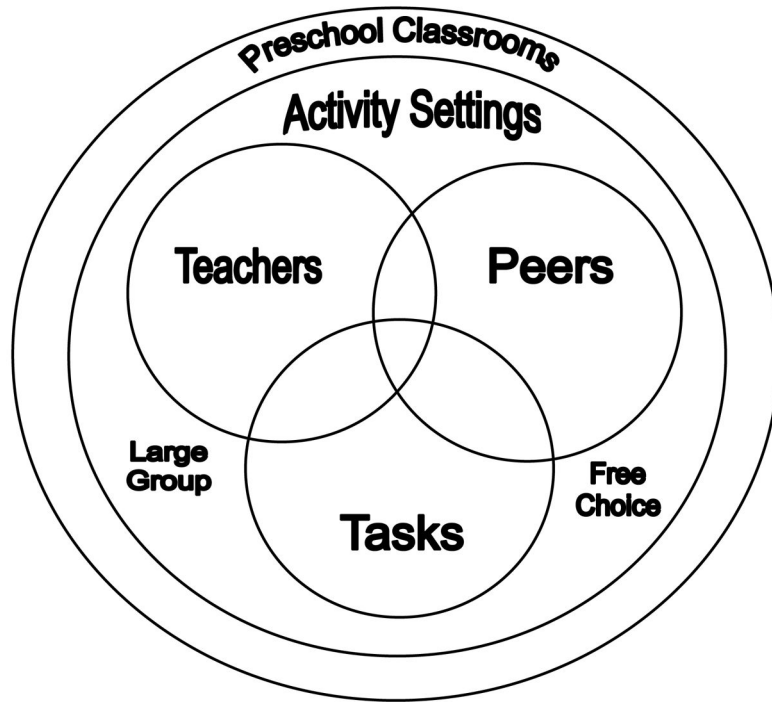 Preschool Classrooms
Activity Settings
Teachers
Peers
Large
Group
Free
Choice
Tasks